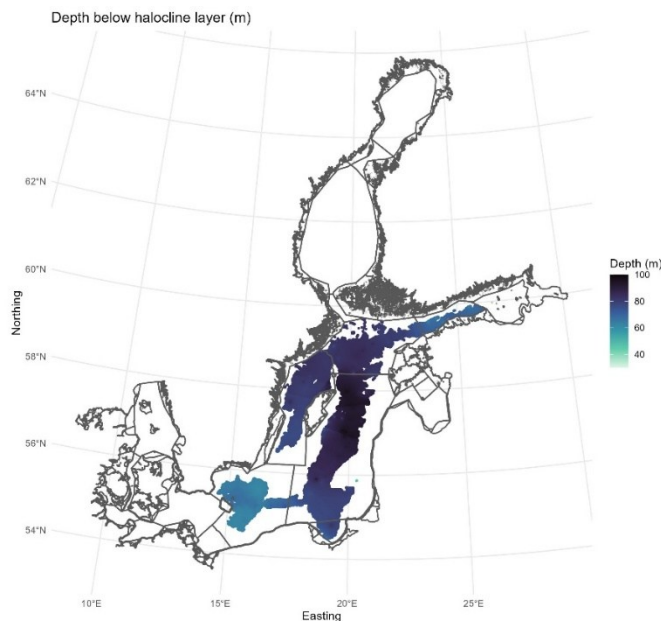 Depth below halocline layer (m)
64°N
62°N
60°N
58°N
56°N
54°N
Northing
10°E
15°E
20°E
25°E
Easting
Depth (m)
100
80
60
40